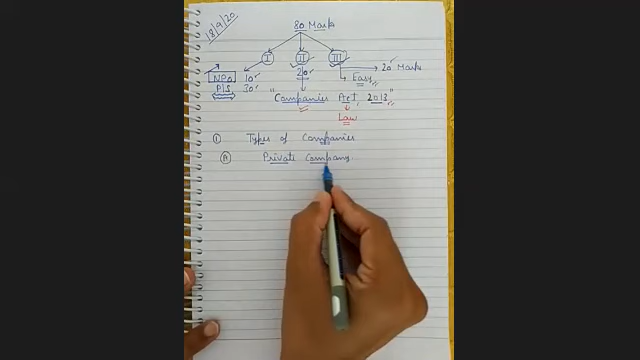 18/9/20
80 Marks
I II III
NPO 10 20 20 Marks
P/S 30 Easy
"Companies Act, 2013"
Law
① Types of Companies
Ⓐ Private Company.